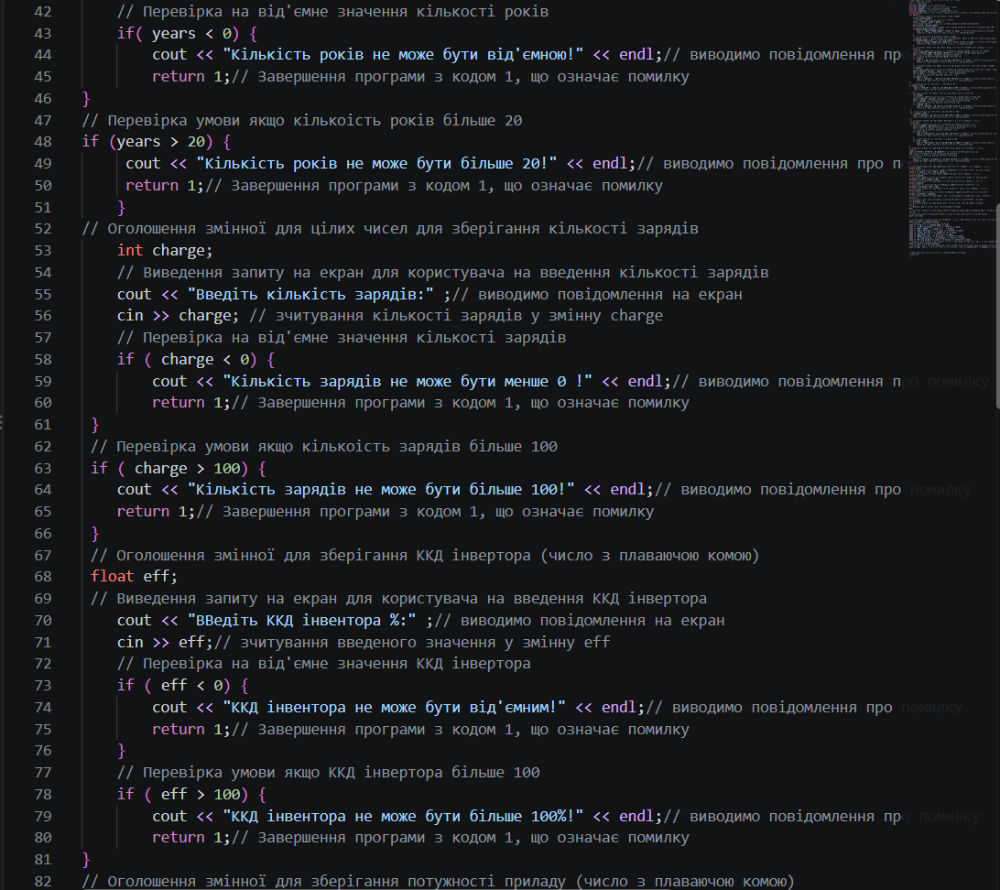 42 // Перевірка на від'ємне значення кількості років
43 if( years < 0) {
44 cout << "Кількість років не може бути від'ємною!" << endl;// виводимо повідомлення про
45 return 1;// Завершення програми з кодом 1, що означає помилку
46 }
47 // Перевірка умови якщо кількоість років більше 20
48 if (years > 20) {
49 cout << "Кількість років не може бути більше 20!" << endl;// виводимо повідомлення про п
50 return 1;// Завершення програми з кодом 1, що означає помилку
51 }
52 // Оголошення змінної для цілих чисел для зберігання кількості зарядів
53 int charge;
54 // Виведення запиту на екран для користувача на введення кількості зарядів
55 cout << "Введіть кількість зарядів:" ;// виводимо повідомлення на екран
56 cin >> charge; // зчитування кількості зарядів у змінну charge
57 // Перевірка на від'ємне значення кількості зарядів
58 if ( charge < 0) {
59 cout << "Кількість зарядів не може бути менше 0 !" << endl;// виводимо повідомлення про помилку
60 return 1;// Завершення програми з кодом 1, що означає помилку
61 }
62 // Перевірка умови якщо кількоість зарядів більше 100
63 if ( charge > 100) {
64 cout << "Кількість зарядів не може бути більше 100!" << endl;// виводимо повідомлення про помилку
65 return 1;// Завершення програми з кодом 1, що означає помилку
66 }
67 // Оголошення змінної для зберігання ККД інвертора (число з плаваючою комою)
68 float eff;
69 // Виведення запиту на екран для користувача на введення ККД інвертора
70 cout << "ВВедіть ККД інвентора %:" ;// виводимо повідомлення на екран
71 cin >> eff;// зчитування введеного значення у змінну eff
72 // Перевірка на від'ємне значення ККД інвертора
73 if ( eff < 0) {
74 cout << "ККД інвентора не може бути від'ємним!" << endl;// виводимо повідомлення про помилку
75 return 1;// Завершення програми з кодом 1, що означає помилку
76 }
77 // Перевірка умови якщо ККД інвертора більше 100
78 if ( eff > 100) {
79 cout << "ККД інвентора не може бути більше 100%!" << endl;// виводимо повідомлення про помилку
80 return 1;// Завершення програми з кодом 1, що означає помилку
81 }
82 // Оголошення змінної для зберігання потужності приладу (число з плаваючою комою)